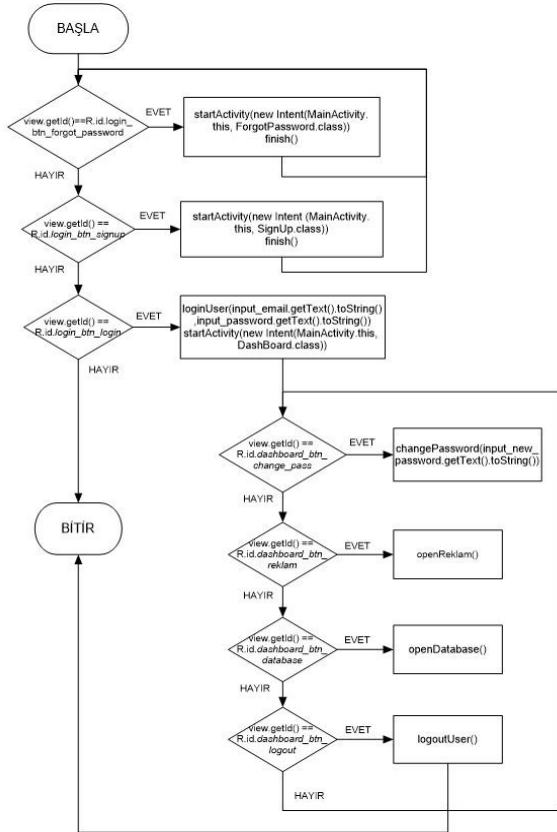 BAŞLA
view.getId()==R.id.login_
btn_forgot_password
EVET
startActivity(new Intent(MainActivity.
this, ForgotPassword.class))
finish()
HAYIR
view.getId() ==
R.id.login_btn_signup
EVET
startActivity(new Intent (MainActivity.
this, SignUp.class))
finish()
HAYIR
view.getId() ==
R.id.login_btn_login
EVET
loginUser(input_email.getText().toString()
,input_password.getText().toString())
startActivity(new Intent(MainActivity.this,
DashBoard.class))
HAYIR
view.getId() ==
R.id.dashboard_btn_
change_pass
EVET
changePassword(input_new_
password.getText().toString())
HAYIR
BİTİR
view.getId() ==
R.id.dashboard_btn_
reklam
EVET
openReklam()
HAYIR
view.getId() ==
R.id.dashboard_btn_
database
EVET
openDatabase()
HAYIR
view.getId() ==
R.id.dashboard_btn_
logout
EVET
logoutUser()
HAYIR